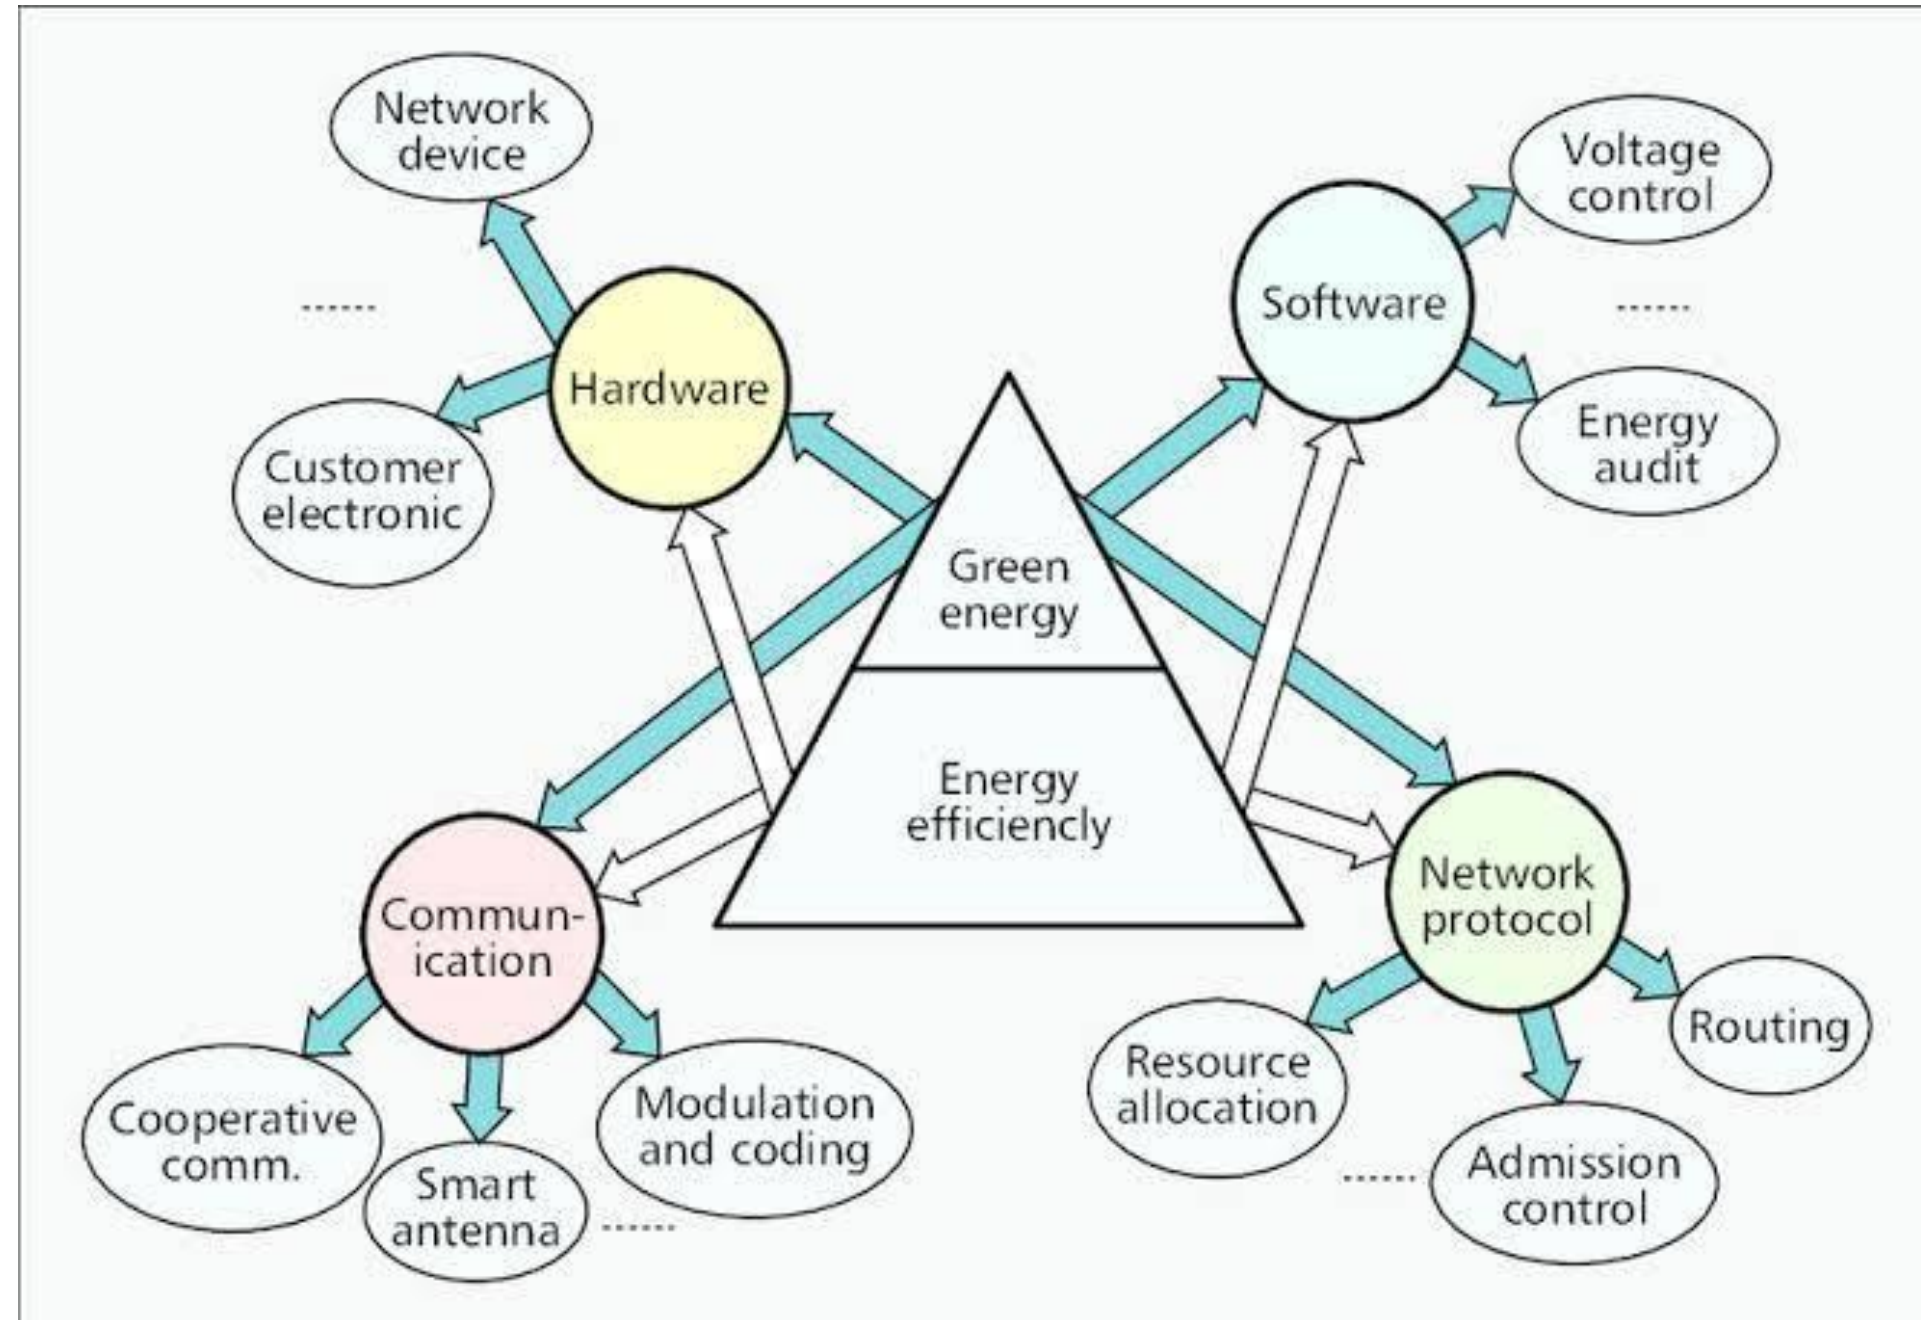 Network
device
Voltage
control
......
Software
......
Hardware
Energy
audit
Customer
electronic
Green
energy
Energy
efficiencly
Network
protocol
Commun-
ication
Routing
Resource
allocation
Cooperative
comm.
Modulation
and coding
Smart
antenna
......
......
Admission
control